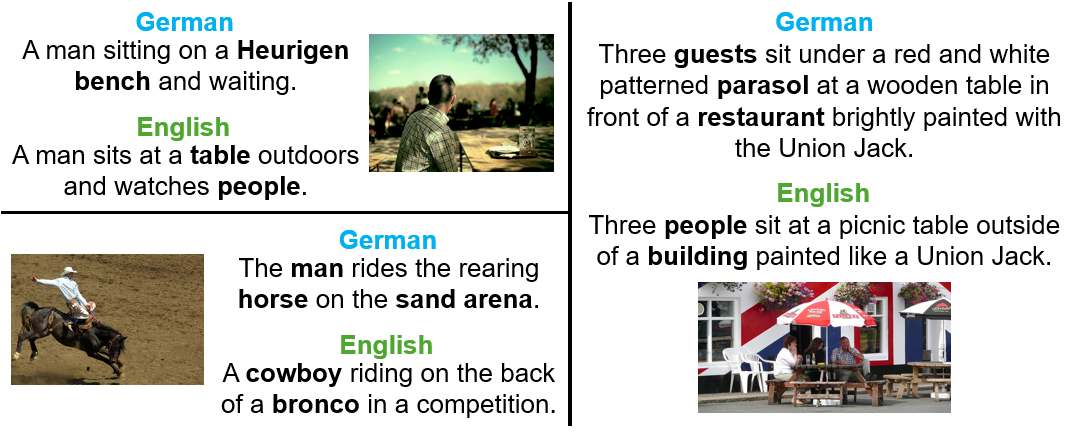 German
A man sitting on a Heurigen
bench and waiting.
English
A man sits at a table outdoors
and watches people.
German
The man rides the rearing
horse on the sand arena.
English
A cowboy riding on the back
of a bronco in a competition.
German
Three guests sit under a red and white
patterned parasol at a wooden table in
front of a restaurant brightly painted with
the Union Jack.
English
Three people sit at a picnic table outside
of a building painted like a Union Jack.